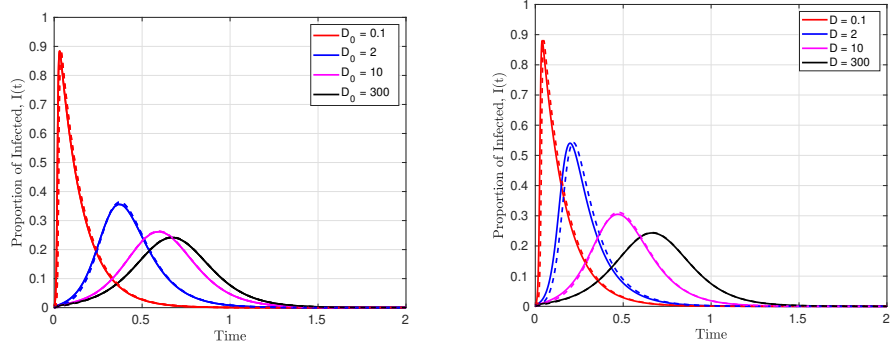 1
0.9
0.8
0.7
0.6
0.5
0.4
0.3
0.2
0.1
0
Proportion of Infected, I(t)
0
0.5
1
1.5
2
Time
D₀ = 0.1
D₀ = 2
D₀ = 10
D₀ = 300
1
0.9
0.8
0.7
0.6
0.5
0.4
0.3
0.2
0.1
0
Proportion of Infected, I(t)
0
0.5
1
1.5
2
Time
D = 0.1
D = 2
D = 10
D = 300